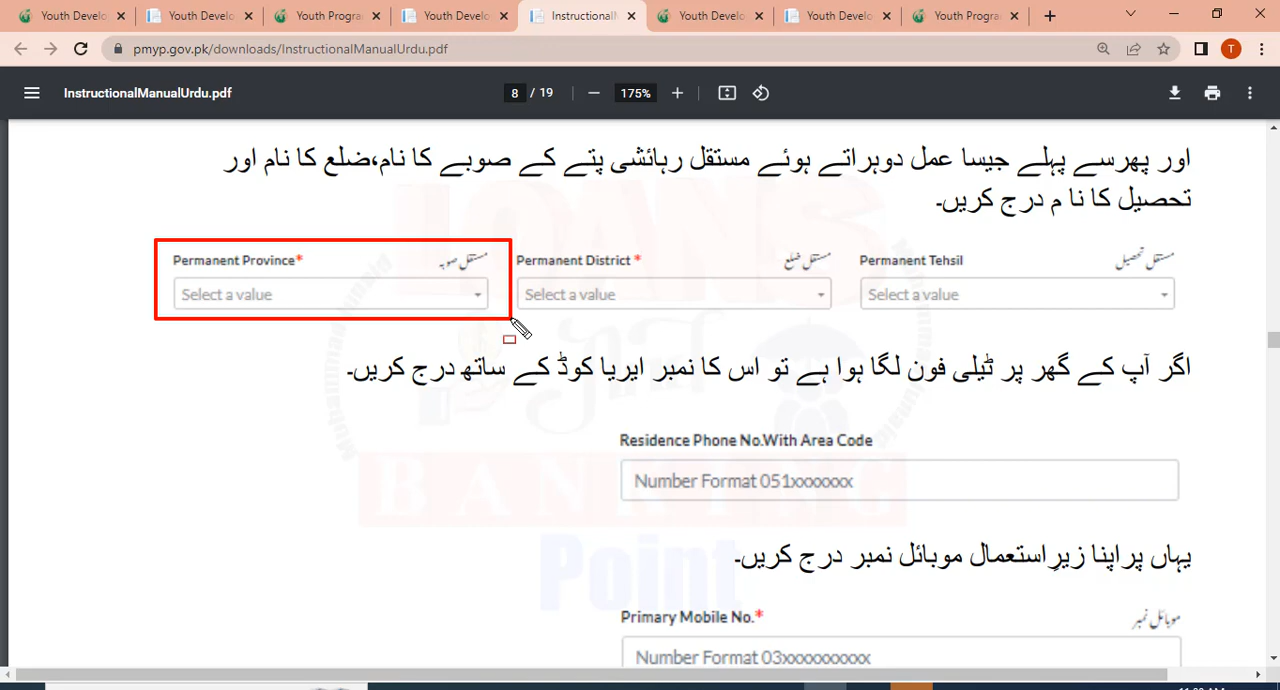 Youth Develo
Youth Develo
Youth Progra
Youth Develo
Instructional
Youth Develo
Youth Develo
Youth Progra
pmyp.gov.pk/downloads/InstructionalManualUrdu.pdf
T
InstructionalManualUrdu.pdf
8 / 19
175%
اور پھرسے پہلے جیسا عمل دوہراتے ہوئے مستقل رہائشی پتے کے صوبے کا نام،ضلع کا نام اور
تحصیل کا نا م درج کریں۔
Permanent Province* مستقل صوبہ
Permanent District * مستقل ضلع
Permanent Tehsil مستقل تحصیل
Select a value
Select a value
Select a value
اگر آپ کے گھر پر ٹیلی فون لگا ہوا ہے تو اس کا نمبر ایریا کوڈ کے ساتھ درج کریں۔
Residence Phone No.With Area Code
Number Format 051xxxxxxx
یہاں پراپنا زیرِاستعمال موبائل نمبر درج کریں۔
Primary Mobile No.* موبائل نمبر
Number Format 03xxxxxxxxxx
LOANS
BANKING
Point